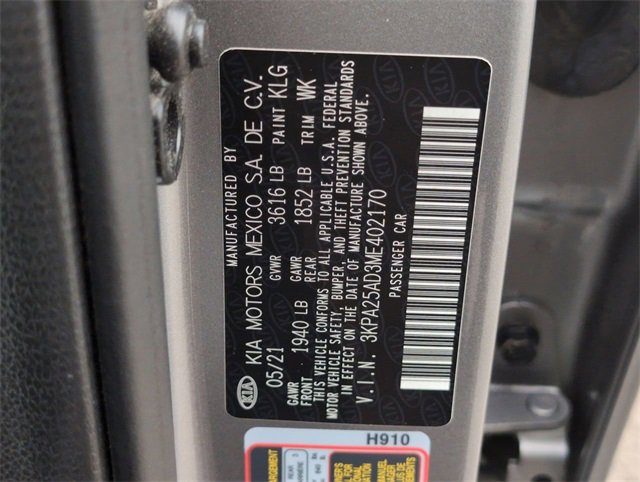 MANUFACTURED BY
KIA KIA MOTORS MEXICO S.A. DE C.V.
05/21 GVWR 3616 LB PAINT KLG
GAWR FRONT 1940 LB GAWR REAR 1852 LB TRIM WK
THIS VEHICLE CONFORMS TO ALL APPLICABLE U.S.A. FEDERAL
MOTOR VEHICLE SAFETY, BUMPER, AND THEFT PREVENTION STANDARDS
IN EFFECT ON THE DATE OF MANUFACTURE SHOWN ABOVE.
V.I.N. 3KPA25AD3ME402170
PASSENGER CAR
H910